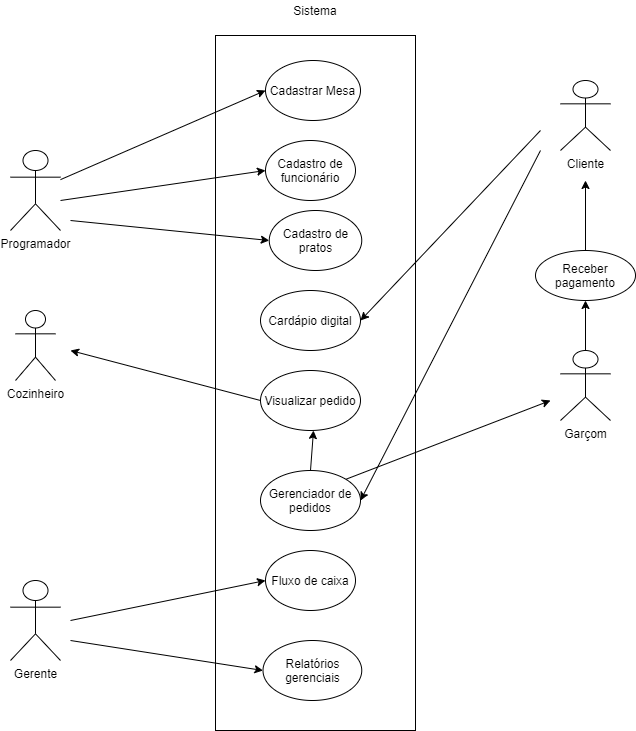 Sistema
Cadastrar Mesa
Cliente
Cadastro de
funcionário
Programador
Cadastro de
pratos
Receber
pagamento
Cardápio digital
Cozinheiro
Visualizar pedido
Garçom
Gerenciador de
pedidos
Fluxo de caixa
Gerente
Relatórios
gerenciais